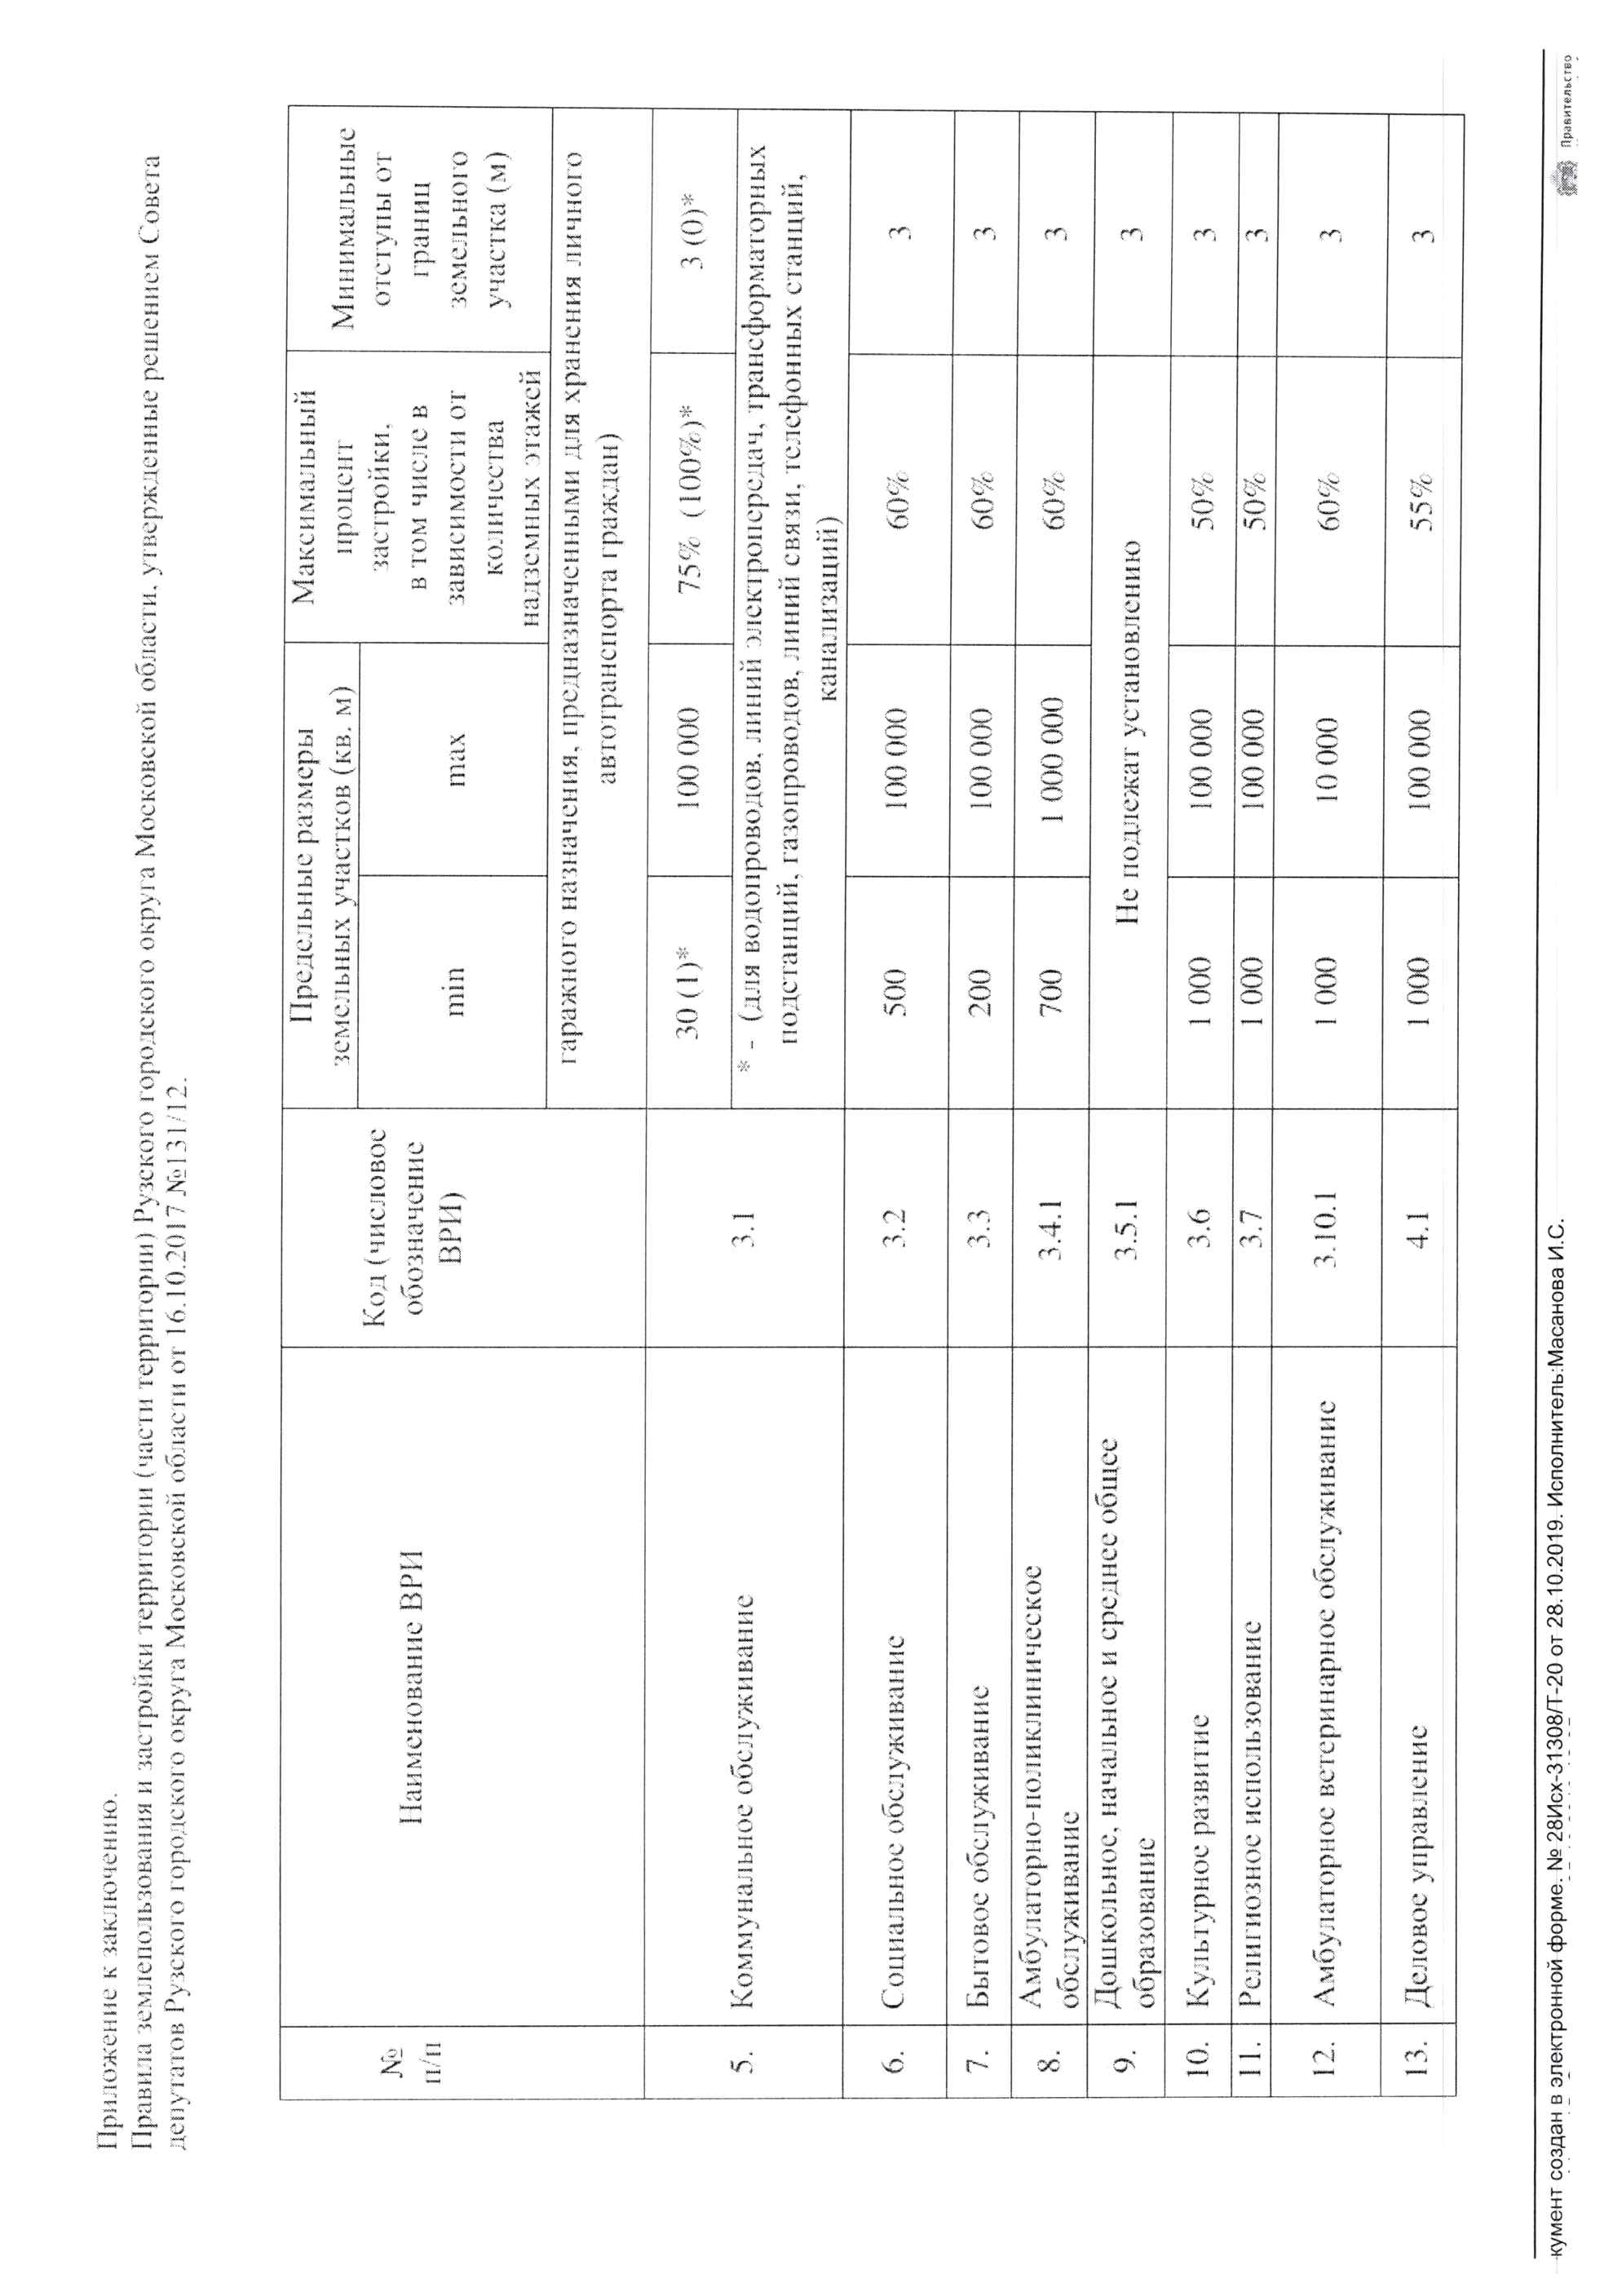 Приложение к заключению.
Правила землепользования и застройки территории (части территории) Рузского городского округа Московской области, утвержденные решением Совета
депутатов Рузского городского округа Московской области от 16.10.2017 №131/12.
№
п/п
Наименование ВРИ
Код (числовое
обозначение
ВРИ)
Предельные размеры
земельных участков (кв. м)
min
max
Максимальный
процент
застройки,
в том числе в
зависимости от
количества
надземных этажей
Минимальные
отступы от
границ
земельного
участка (м)
гаражного назначения, предназначенными для хранения личного
автотранспорта граждан)
5. Коммунальное обслуживание 3.1 30 (1)* 100 000 75% (100%)* 3 (0)*
* - (для водопроводов, линий электропередач, трансформаторных
подстанций, газопроводов, линий связи, телефонных станций,
канализаций)
6. Социальное обслуживание 3.2 500 100 000 60% 3
7. Бытовое обслуживание 3.3 200 100 000 60% 3
8. Амбулаторно-поликлиническое
обслуживание 3.4.1 700 1 000 000 60% 3
9. Дошкольное, начальное и среднее общее
образование 3.5.1 Не подлежат установлению 3
10. Культурное развитие 3.6 1 000 100 000 50% 3
11. Религиозное использование 3.7 1 000 100 000 50% 3
12. Амбулаторное ветеринарное обслуживание 3.10.1 1 000 10 000 60% 3
13. Деловое управление 4.1 1 000 100 000 55% 3
кумент создан в электронной форме. № 28Исх-31308/Т-20 от 28.10.2019. Исполнитель:Масанова И.С.
Правительство